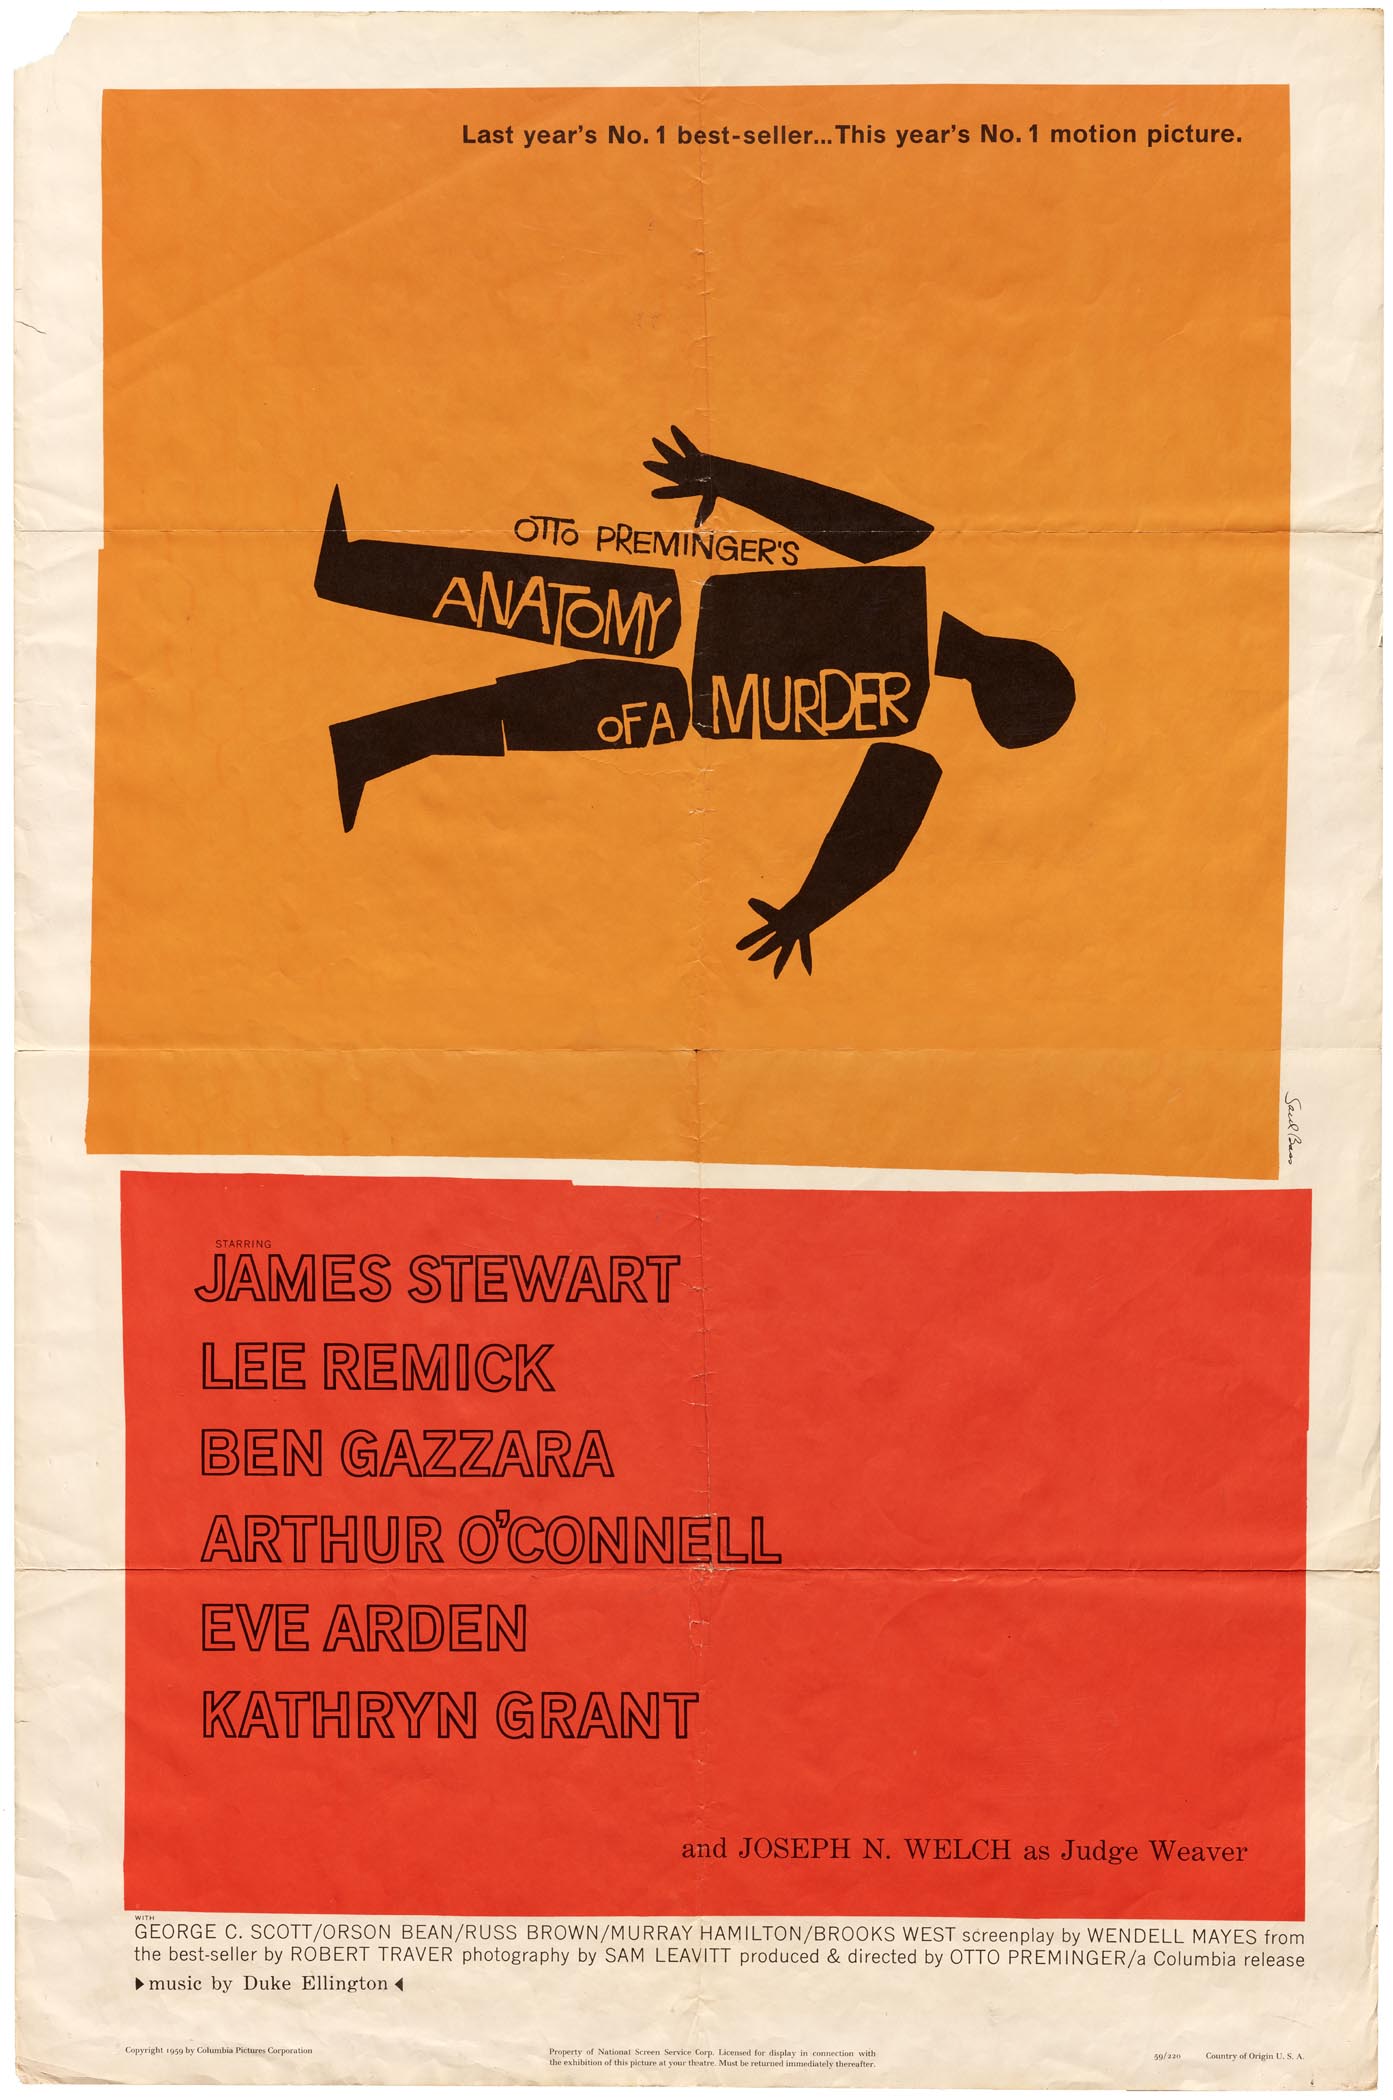 Last year's No. 1 best-seller...This year's No. 1 motion picture.
OTTO PREMINGER'S
ANATOMY
OF A MURDER
Saul Bass
STARRING
JAMES STEWART
LEE REMICK
BEN GAZZARA
ARTHUR O'CONNELL
EVE ARDEN
KATHRYN GRANT
and JOSEPH N. WELCH as Judge Weaver
WITH
GEORGE C. SCOTT/ORSON BEAN/RUSS BROWN/MURRAY HAMILTON/BROOKS WEST screenplay by WENDELL MAYES from
the best-seller by ROBERT TRAVER photography by SAM LEAVITT produced & directed by OTTO PREMINGER/a Columbia release
music by Duke Ellington
Copyright 1959 by Columbia Pictures Corporation
Property of National Screen Service Corp. Licensed for display in connection with
the exhibition of this picture at your theatre. Must be returned immediately thereafter.
59/220
Country of Origin U. S. A.